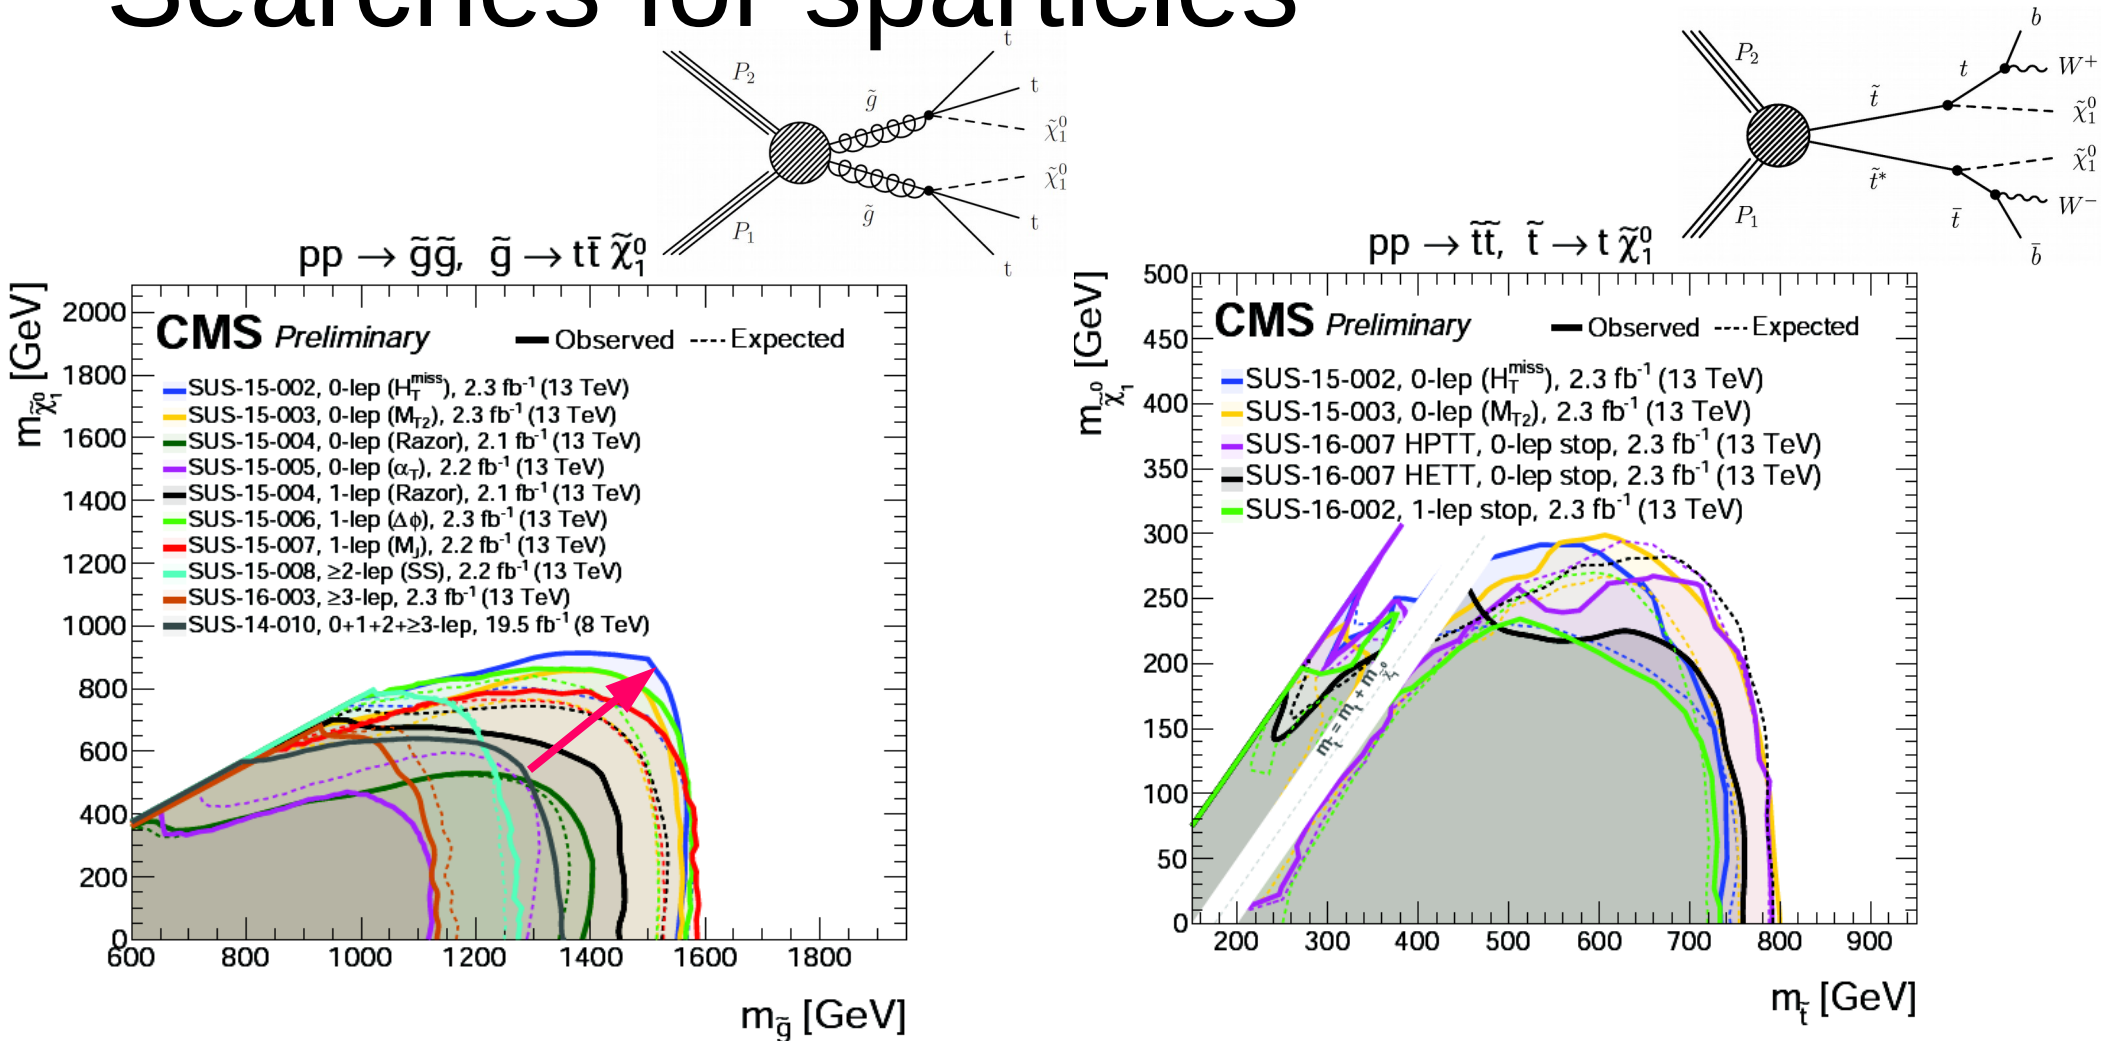 Searches for sparticles
P₂
P₁
g̃
g̃
t
t
χ̃₁⁰
χ̃₁⁰
t
t
pp → g̃g̃, g̃ → tt̄ χ̃₁⁰
m_χ̃₁⁰ [GeV]
CMS Preliminary
Observed
Expected
SUS-15-002, 0-lep (H_T^miss), 2.3 fb⁻¹ (13 TeV)
SUS-15-003, 0-lep (M_T2), 2.3 fb⁻¹ (13 TeV)
SUS-15-004, 0-lep (Razor), 2.1 fb⁻¹ (13 TeV)
SUS-15-005, 0-lep (α_T), 2.2 fb⁻¹ (13 TeV)
SUS-15-004, 1-lep (Razor), 2.1 fb⁻¹ (13 TeV)
SUS-15-006, 1-lep (Δϕ), 2.3 fb⁻¹ (13 TeV)
SUS-15-007, 1-lep (M_J), 2.2 fb⁻¹ (13 TeV)
SUS-15-008, ≥2-lep (SS), 2.2 fb⁻¹ (13 TeV)
SUS-16-003, ≥3-lep, 2.3 fb⁻¹ (13 TeV)
SUS-14-010, 0+1+2+≥3-lep, 19.5 fb⁻¹ (8 TeV)
2000
1800
1600
1400
1200
1000
800
600
400
200
0
600 800 1000 1200 1400 1600 1800
m_g̃ [GeV]
P₂
P₁
t̃
t̃*
t
t̄
b
W⁺
χ̃₁⁰
χ̃₁⁰
W⁻
b̄
pp → t̃t̃, t̃ → t χ̃₁⁰
m_χ̃₁⁰ [GeV]
CMS Preliminary
Observed
Expected
SUS-15-002, 0-lep (H_T^miss), 2.3 fb⁻¹ (13 TeV)
SUS-15-003, 0-lep (M_T2), 2.3 fb⁻¹ (13 TeV)
SUS-16-007 HPTT, 0-lep stop, 2.3 fb⁻¹ (13 TeV)
SUS-16-007 HETT, 0-lep stop, 2.3 fb⁻¹ (13 TeV)
SUS-16-002, 1-lep stop, 2.3 fb⁻¹ (13 TeV)
m_t̃ = m_t + m_χ̃₁⁰
500
450
400
350
300
250
200
150
100
50
0
200 300 400 500 600 700 800 900
m_t̃ [GeV]